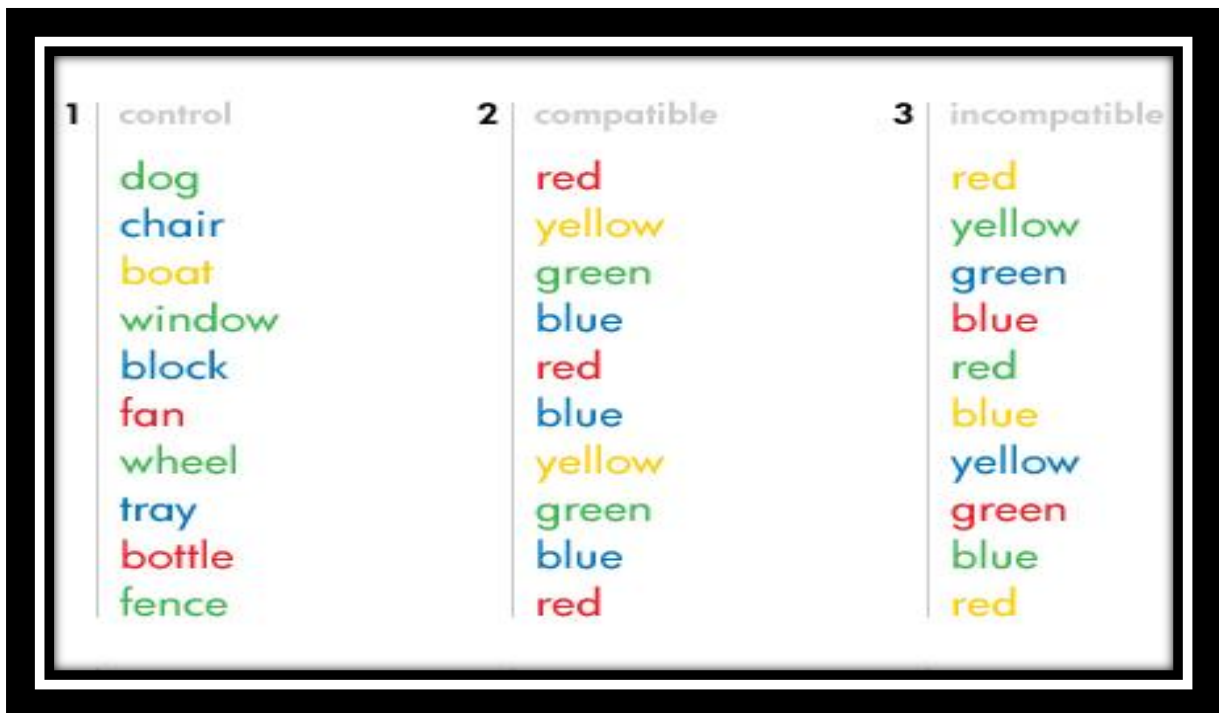 1 control
dog
chair
boat
window
block
fan
wheel
tray
bottle
fence
2 compatible
red
yellow
green
blue
red
blue
yellow
green
blue
red
3 incompatible
red
yellow
green
blue
red
blue
yellow
green
blue
red